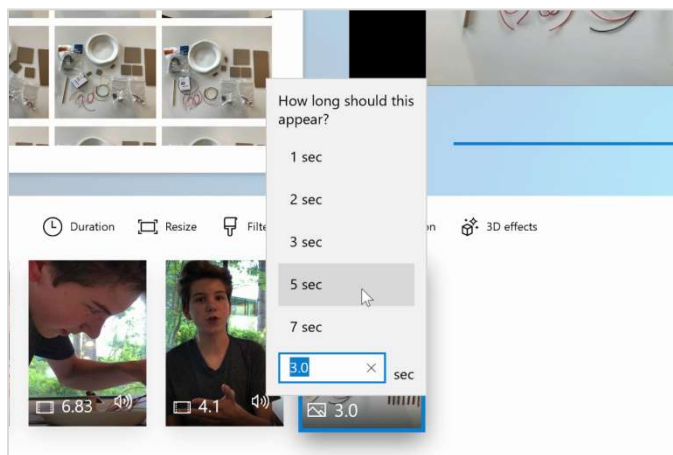 How long should this
appear?
1 sec
2 sec
3 sec
5 sec
7 sec
3.0
sec
Duration
Resize
3D effects
6.83
4.1
3.0